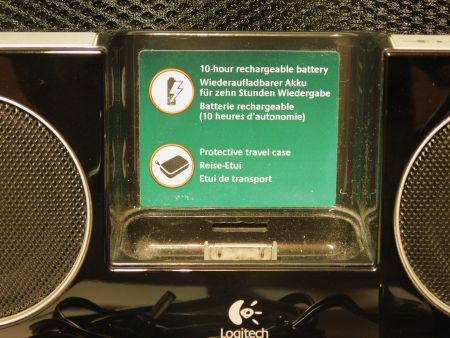 10-hour rechargeable battery
Wiederaufladbarer Akku
für zehn Stunden Wiedergabe
Batterie rechargeable
(10 heures d'autonomie)
Protective travel case
Reise-Etui
Etui de transport
Logitech